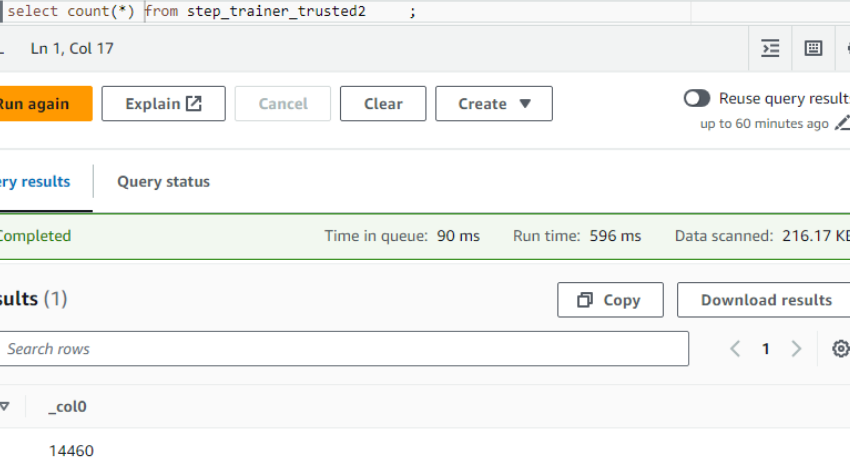 select count(*) from step_trainer_trusted2 ;
L Ln 1, Col 17
Run again Explain Cancel Clear Create Reuse query results
up to 60 minutes ago
ery results Query status
Completed Time in queue: 90 ms Run time: 596 ms Data scanned: 216.17 KB
sults (1) Copy Download results
Search rows 1
_col0
14460